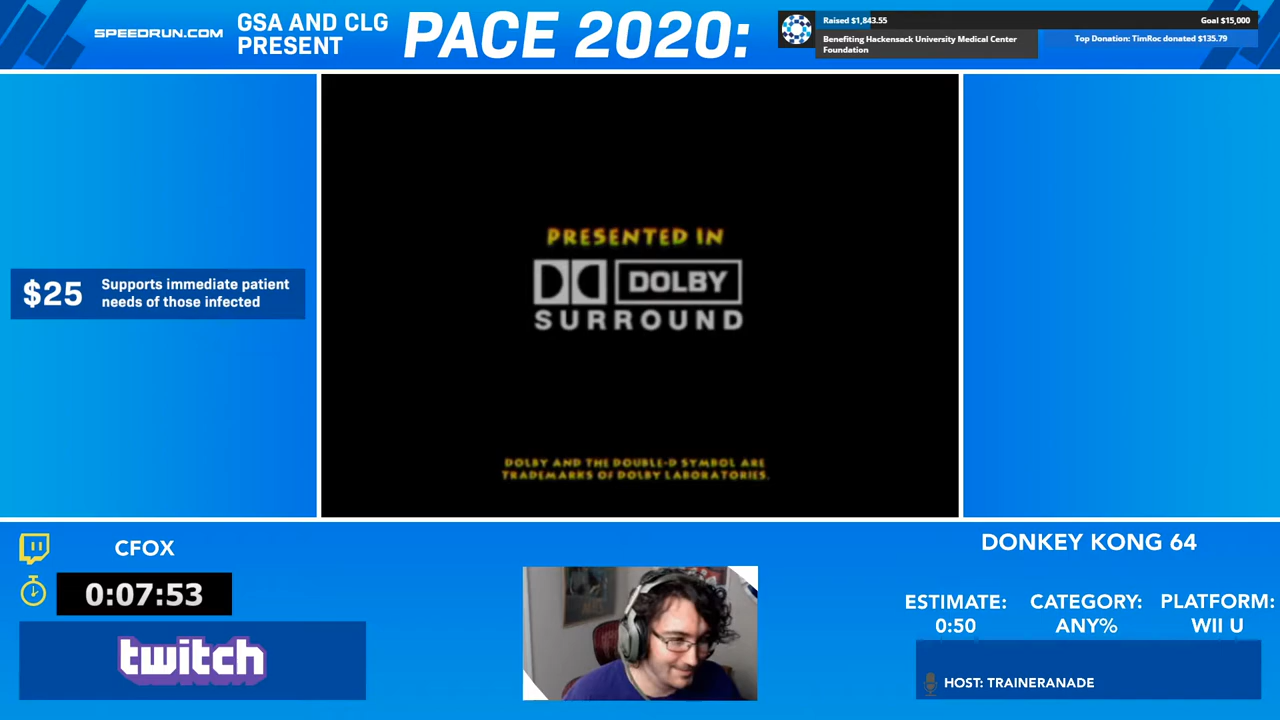 SPEEDRUN.COM
GSA AND CLG
PRESENT
PACE 2020:
Raised $1,843.55
Goal $15,000
Benefiting Hackensack University Medical Center
Foundation
Top Donation: TimRoc donated $135.79
PRESENTED IN
DOLBY
SURROUND
DOLBY AND THE DOUBLE-D SYMBOL ARE
TRADEMARKS OF DOLBY LABORATORIES.
$25
Supports immediate patient
needs of those infected
CFOX
0:07:53
twitch
DONKEY KONG 64
ESTIMATE:
0:50
CATEGORY:
ANY%
PLATFORM:
WII U
HOST: TRAINERANADE